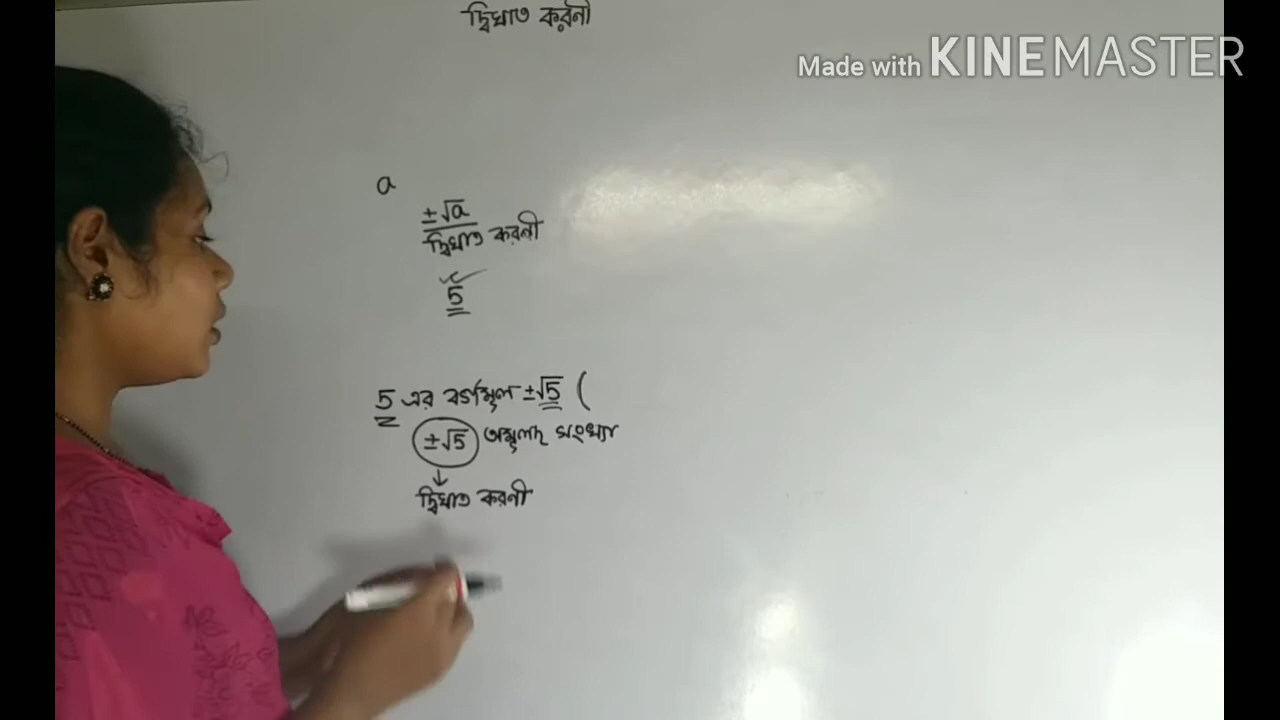 দ্বিঘাত করণী
Made with KINEMASTER
a
±√a
দ্বিঘাত করণী
5
5 এর বর্গমূল ±√5 (
±√5 অমূলদ সংখ্যা
↓
দ্বিঘাত করণী